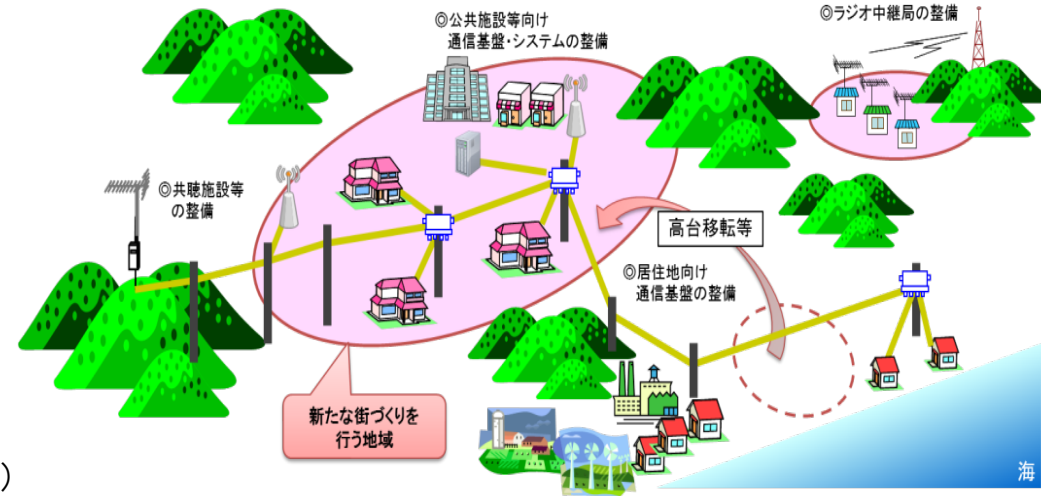 ◎公共施設等向け
通信基盤・システムの整備
◎ラジオ中継局の整備
◎共聴施設等
の整備
高台移転等
◎居住地向け
通信基盤の整備
新たな街づくりを
行う地域
海
)